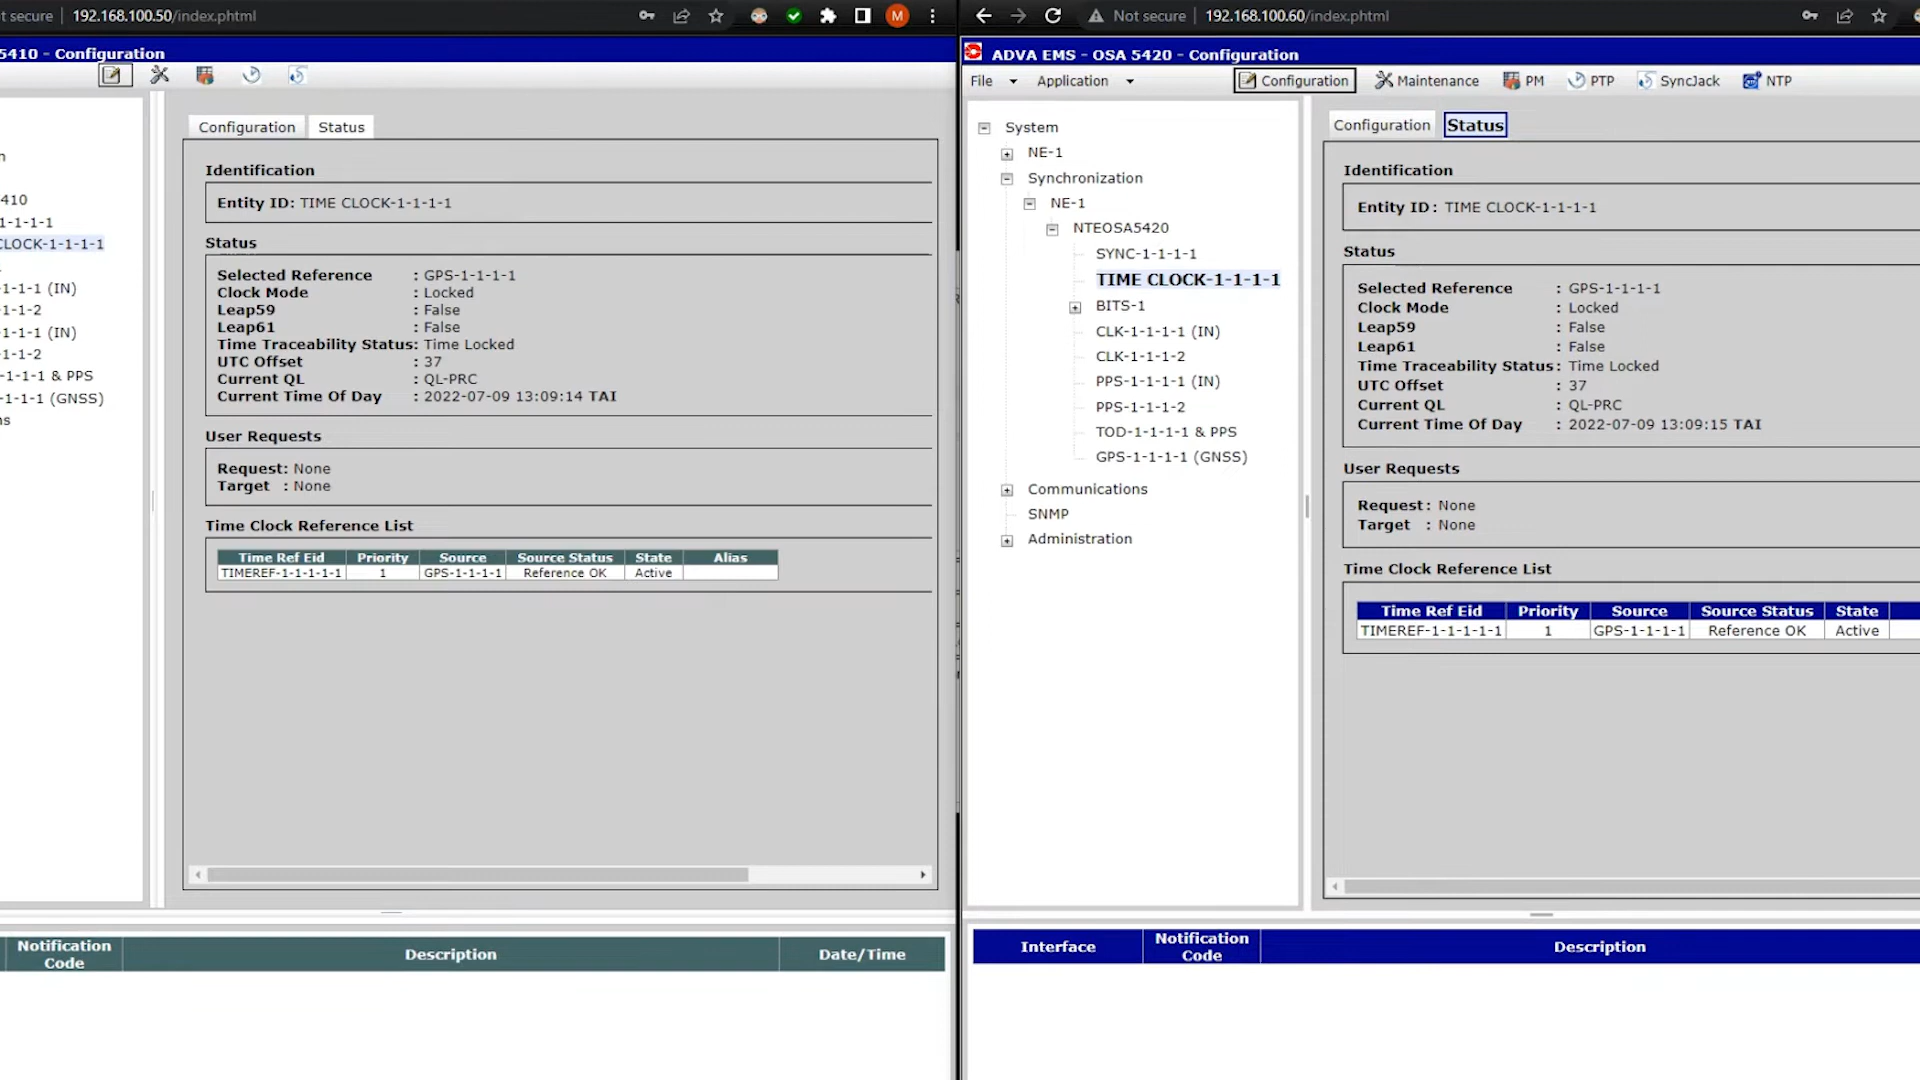 t secure
192.168.100.50/index.phtml
M
5410 - Configuration
n
410
1-1-1-1
CLOCK-1-1-1-1
-1-1-1 (IN)
-1-1-2
-1-1-1 (IN)
-1-1-2
-1-1-1 & PPS
-1-1-1 (GNSS)
ns
Configuration Status
Identification
Entity ID: TIME CLOCK-1-1-1-1
Status
Selected Reference : GPS-1-1-1-1
Clock Mode : Locked
Leap59 : False
Leap61 : False
Time Traceability Status: Time Locked
UTC Offset : 37
Current QL : QL-PRC
Current Time Of Day : 2022-07-09 13:09:14 TAI
User Requests
Request: None
Target : None
Time Clock Reference List
Time Ref Eid Priority Source Source Status State Alias
TIMEREF-1-1-1-1-1 1 GPS-1-1-1-1 Reference OK Active
Notification Code Description Date/Time
Not secure 192.168.100.60/index.phtml
ADVA EMS - OSA 5420 - Configuration
File Application Configuration Maintenance PM PTP SyncJack NTP
System
NE-1
Synchronization
NE-1
NTEOSA5420
SYNC-1-1-1-1
TIME CLOCK-1-1-1-1
BITS-1
CLK-1-1-1-1 (IN)
CLK-1-1-1-2
PPS-1-1-1-1 (IN)
PPS-1-1-1-2
TOD-1-1-1-1 & PPS
GPS-1-1-1-1 (GNSS)
Communications
SNMP
Administration
Configuration Status
Identification
Entity ID : TIME CLOCK-1-1-1-1
Status
Selected Reference : GPS-1-1-1-1
Clock Mode : Locked
Leap59 : False
Leap61 : False
Time Traceability Status : Time Locked
UTC Offset : 37
Current QL : QL-PRC
Current Time Of Day : 2022-07-09 13:09:15 TAI
User Requests
Request : None
Target : None
Time Clock Reference List
Time Ref Eid Priority Source Source Status State
TIMEREF-1-1-1-1-1 1 GPS-1-1-1-1 Reference OK Active
Interface Notification Code Description